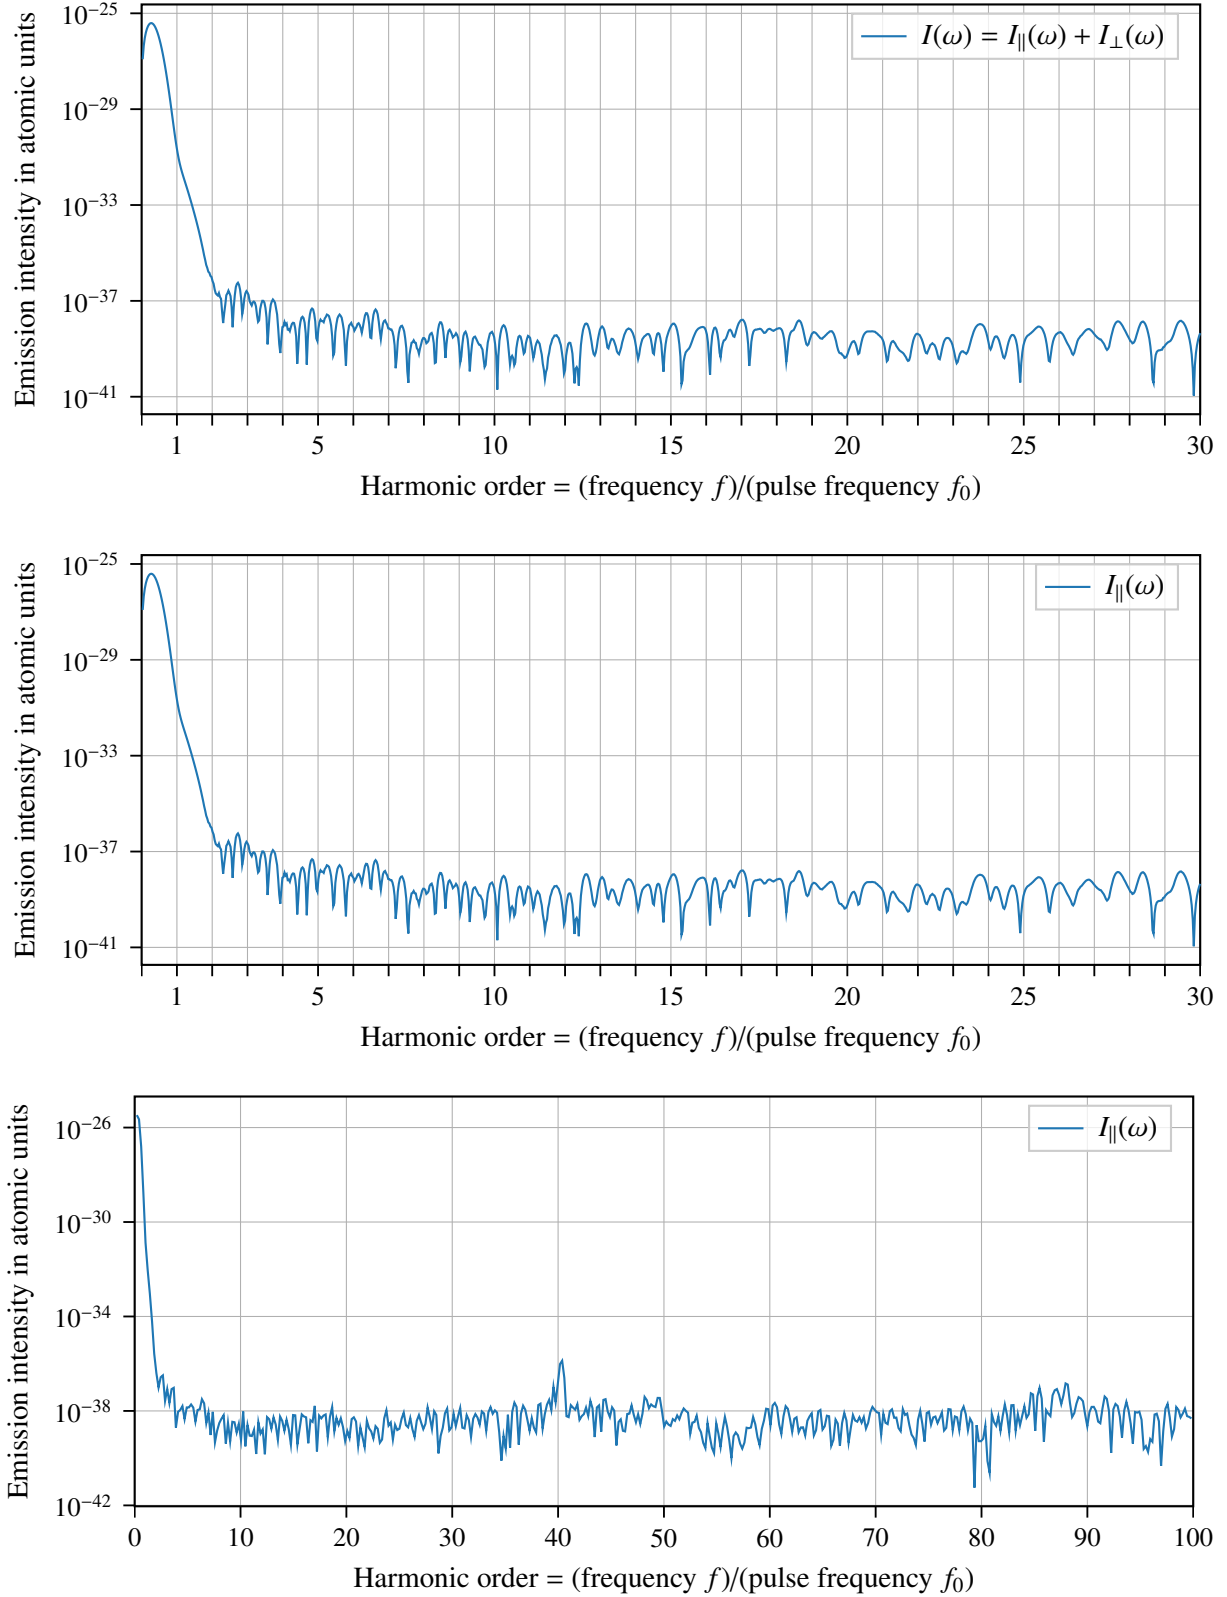 Emission intensity in atomic units
10⁻²⁵
10⁻²⁹
10⁻³³
10⁻³⁷
10⁻⁴¹
I(ω) = I∥(ω) + I⊥(ω)
1 5 10 15 20 25 30
Harmonic order = (frequency f)/(pulse frequency f₀)
Emission intensity in atomic units
10⁻²⁵
10⁻²⁹
10⁻³³
10⁻³⁷
10⁻⁴¹
I∥(ω)
1 5 10 15 20 25 30
Harmonic order = (frequency f)/(pulse frequency f₀)
Emission intensity in atomic units
10⁻²⁶
10⁻³⁰
10⁻³⁴
10⁻³⁸
10⁻⁴²
I∥(ω)
0 10 20 30 40 50 60 70 80 90 100
Harmonic order = (frequency f)/(pulse frequency f₀)